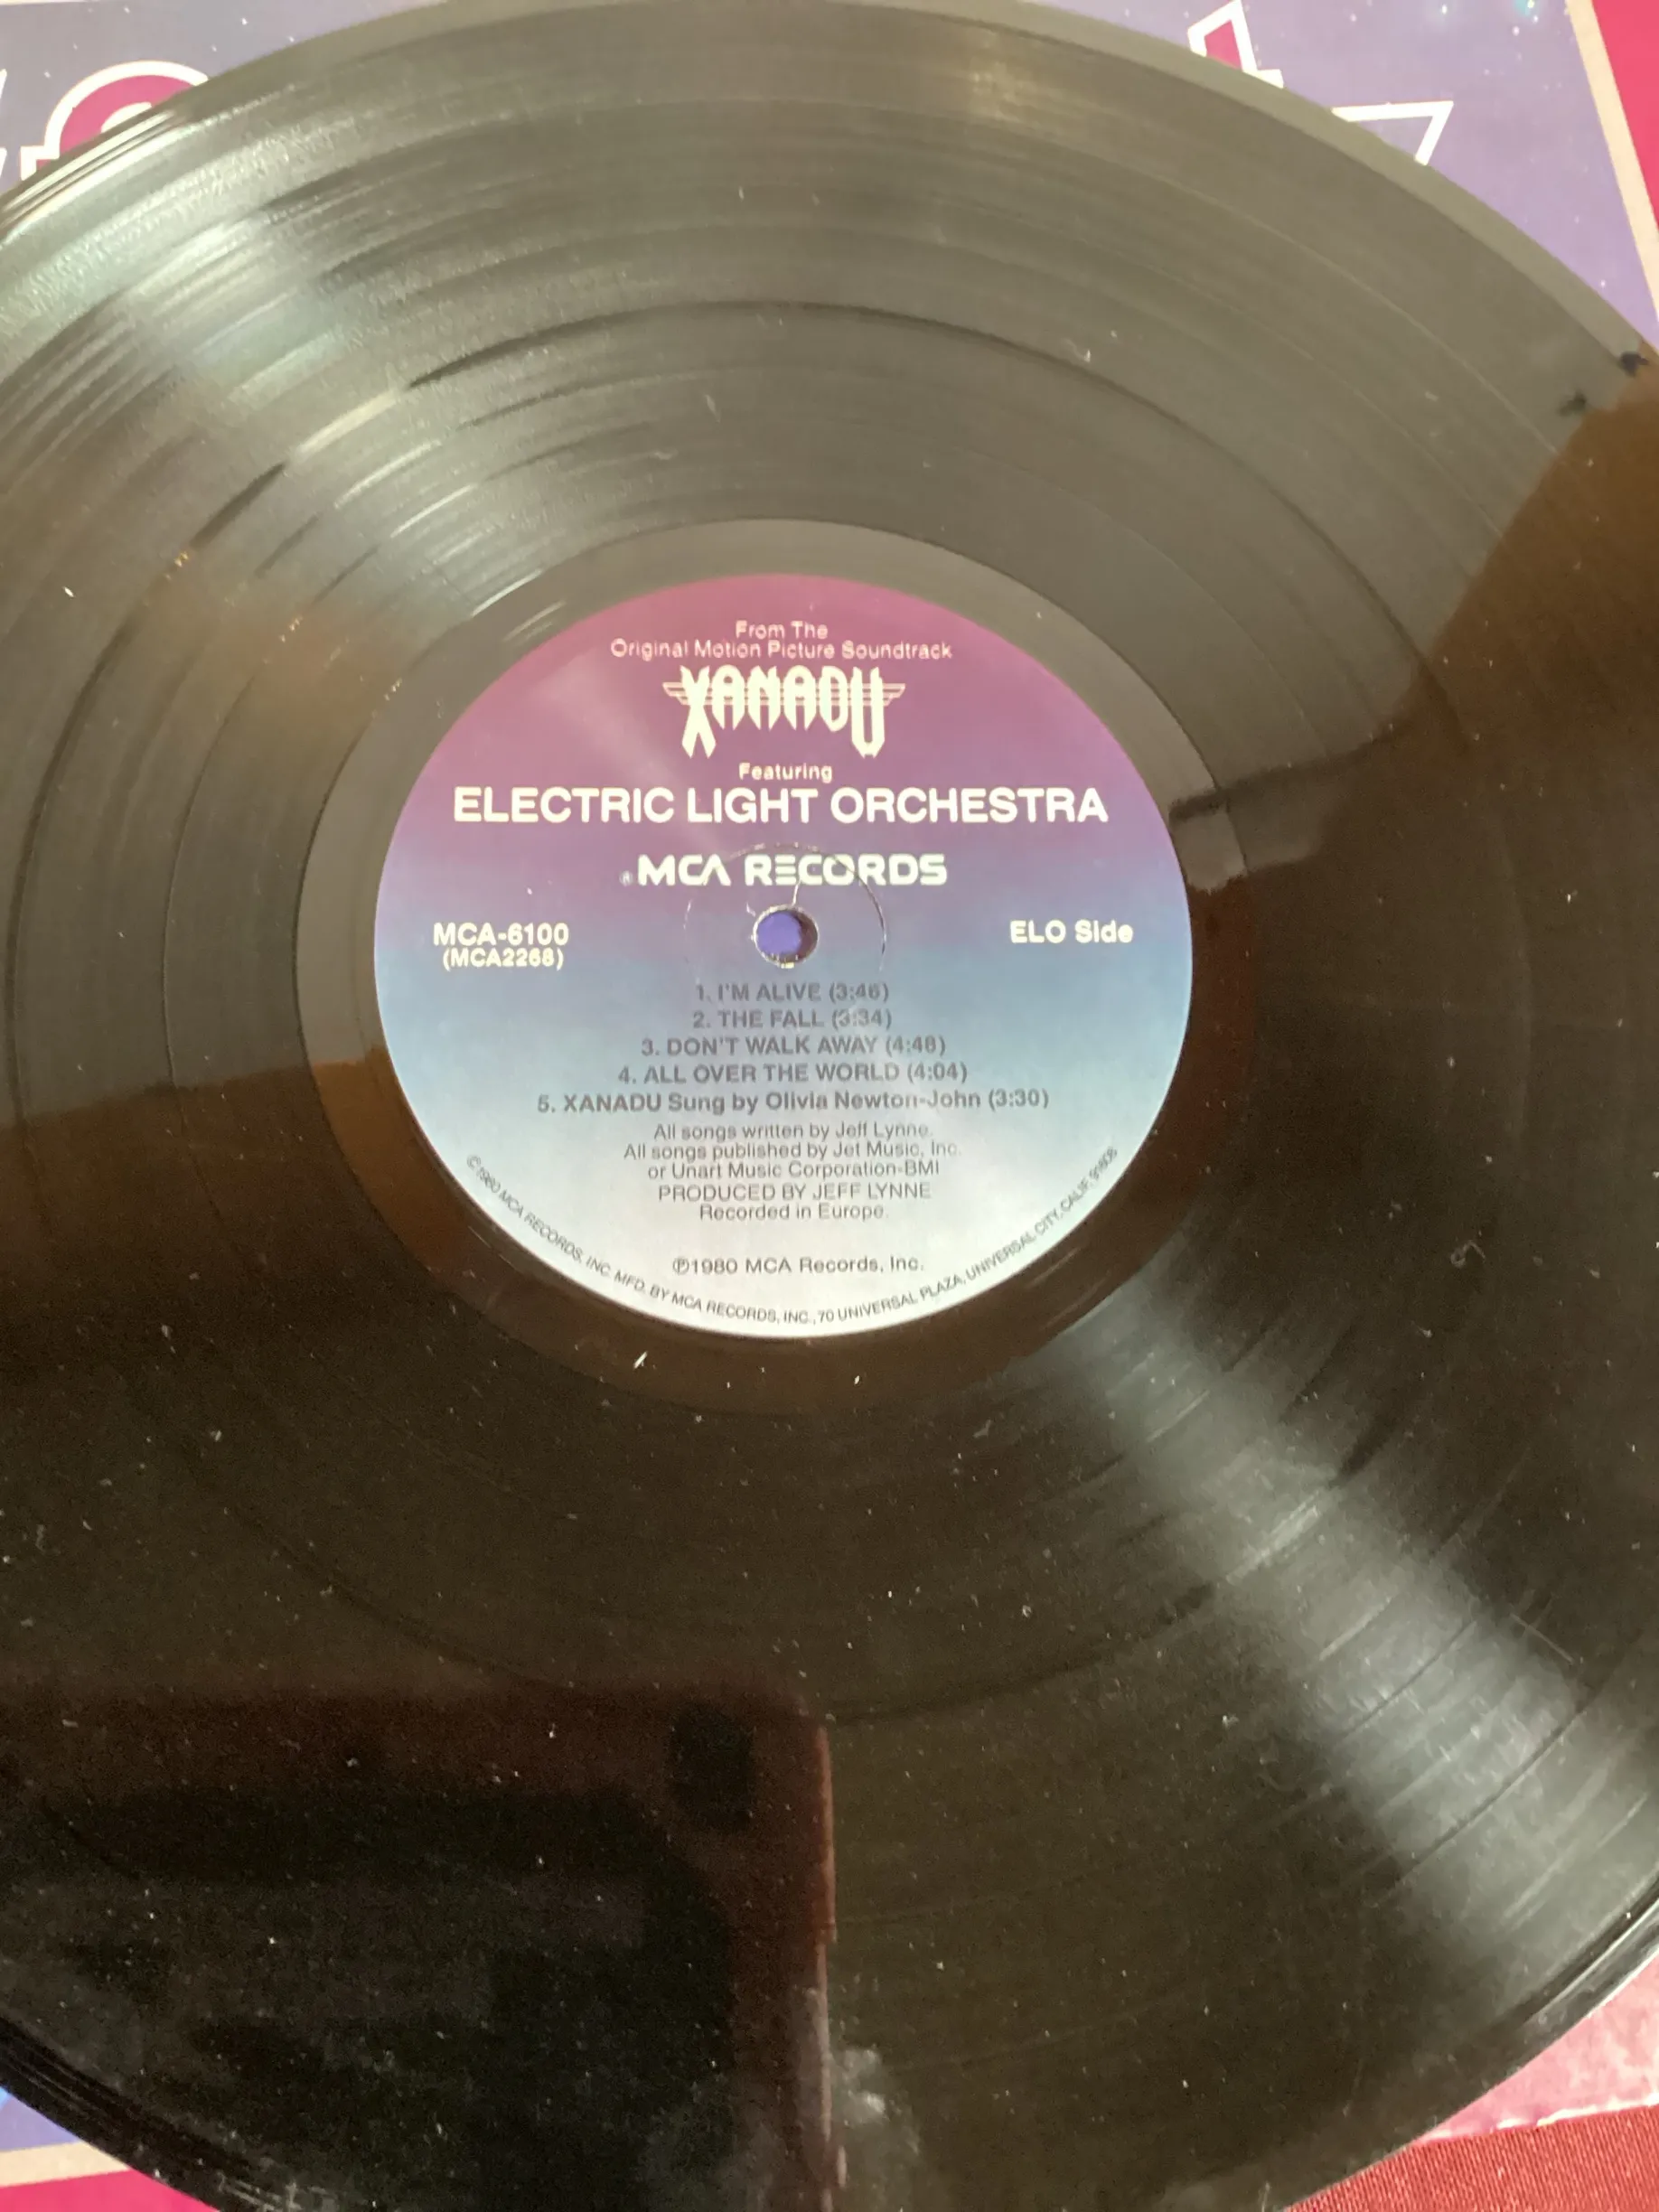 From The
Original Motion Picture Soundtrack
XANADU
Featuring
ELECTRIC LIGHT ORCHESTRA
® MCA RECORDS
MCA-6100
(MCA2268)
ELO Side
1. I'M ALIVE (3:46)
2. THE FALL (3:34)
3. DON'T WALK AWAY (4:48)
4. ALL OVER THE WORLD (4:04)
5. XANADU Sung by Olivia Newton-John (3:30)
All songs written by Jeff Lynne.
All songs published by Jet Music, Inc.
or Unart Music Corporation-BMI
PRODUCED BY JEFF LYNNE
Recorded in Europe.
℗1980 MCA Records, Inc.
© 1980 MCA RECORDS, INC. MFD. BY MCA RECORDS, INC., 70 UNIVERSAL PLAZA, UNIVERSAL CITY, CALIF. 91608